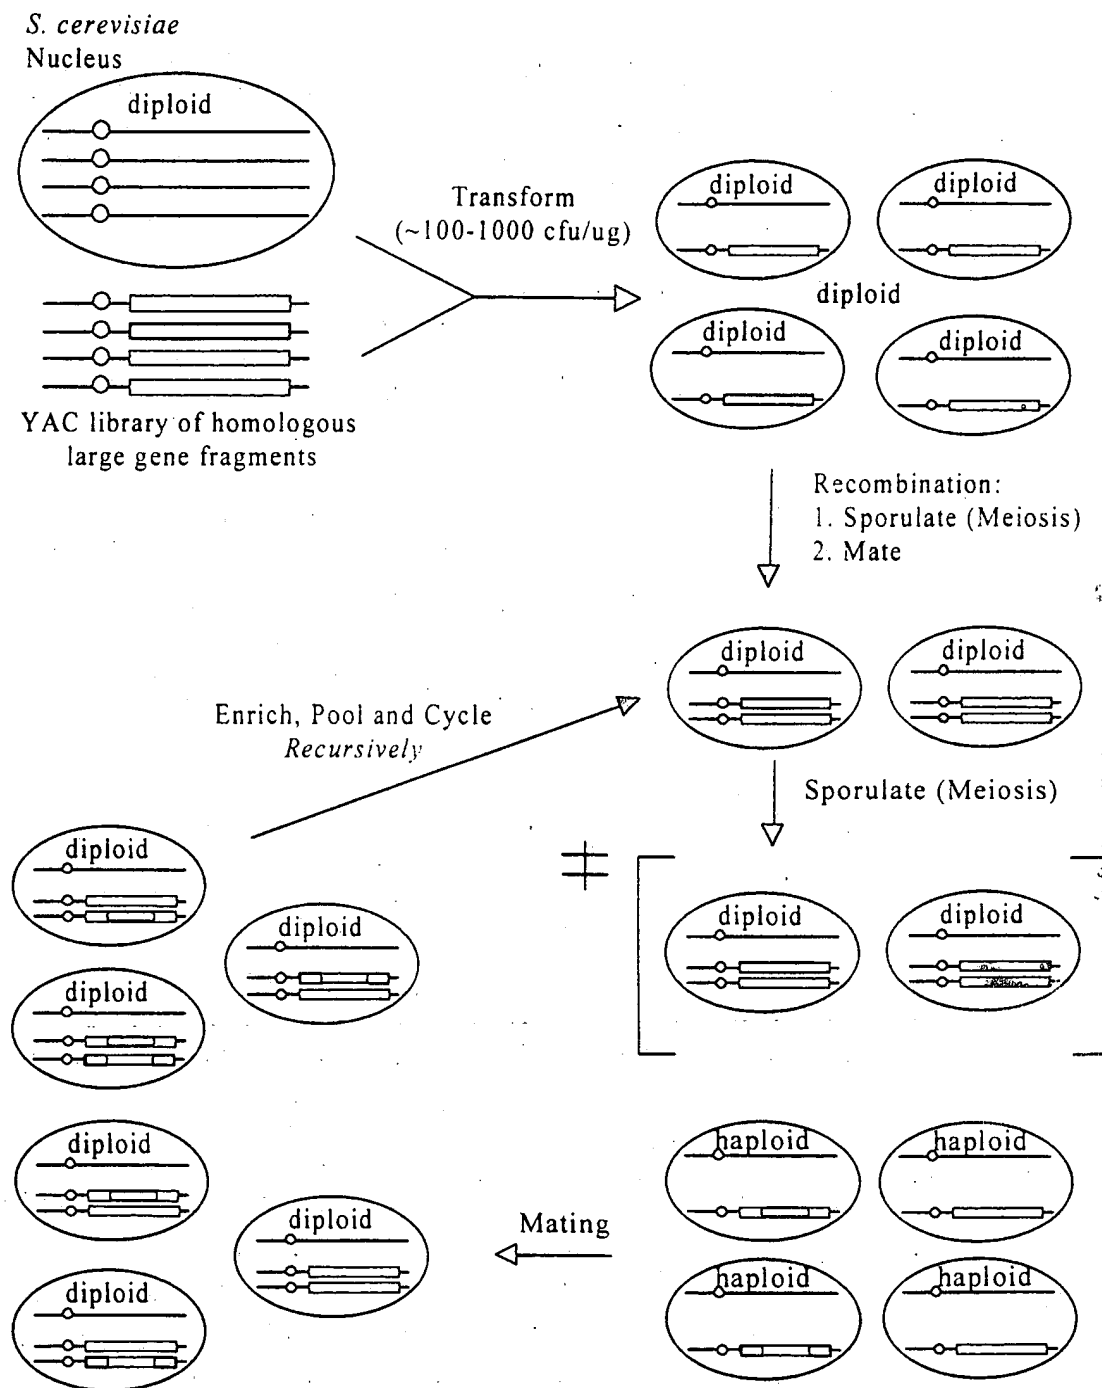 S. cerevisiae
Nucleus
diploid
YAC library of homologous
large gene fragments
Transform
(~100-1000 cfu/ug)
diploid
diploid
diploid
diploid
diploid
Recombination:
1. Sporulate (Meiosis)
2. Mate
diploid
diploid
Enrich, Pool and Cycle
Recursively
Sporulate (Meiosis)
diploid
diploid
diploid
diploid
diploid
haploid
haploid
haploid
haploid
Mating
diploid
diploid
diploid